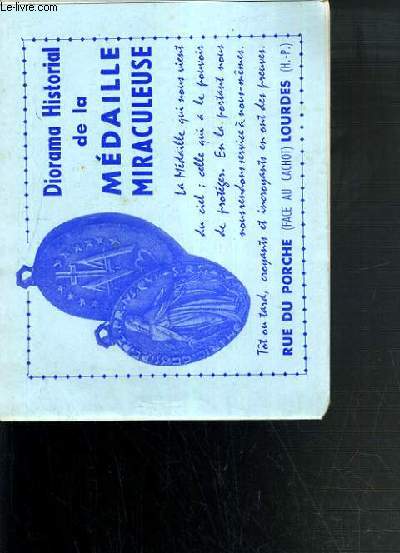 Le-livre.com
Diorama Historial
de la
MÉDAILLE
MIRACULEUSE
La Médaille qui nous vient
du ciel : celle qui a le pouvoir
de protéger. En la portant nous
nous rendons service à nous-mêmes.
Tôt ou tard, croyants et incroyants en ont des preuves.
RUE DU PORCHE (FACE AU CACHOT) LOURDES (H.-P.)